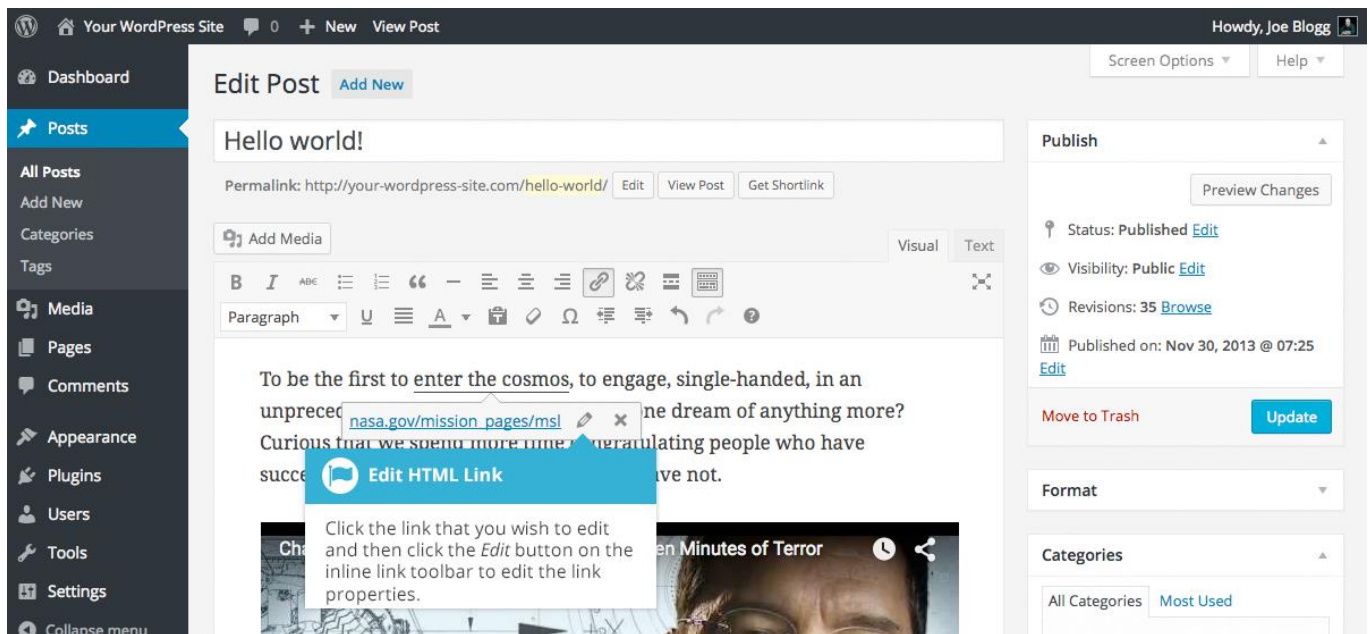 Your WordPress Site 0 + New View Post Howdy, Joe Blogg
Screen Options Help
Dashboard
Posts
All Posts
Add New
Categories
Tags
Media
Pages
Comments
Appearance
Plugins
Users
Tools
Settings
Collapse menu
Edit Post Add New
Hello world!
Permalink: http://your-wordpress-site.com/hello-world/ Edit View Post Get Shortlink
Add Media
Visual Text
B I ABC
Paragraph U A Ω
To be the first to enter the cosmos, to engage, single-handed, in an
ne dream of anything more?
nasa.gov/mission_pages/msl
Curious that we spend more time congratulating people who have
succe ve not.
Edit HTML Link
Click the link that you wish to edit
and then click the Edit button on the
inline link toolbar to edit the link
properties.
Minutes of Terror
Publish
Preview Changes
Status: Published Edit
Visibility: Public Edit
Revisions: 35 Browse
Published on: Nov 30, 2013 @ 07:25
Edit
Move to Trash Update
Format
Categories
All Categories Most Used